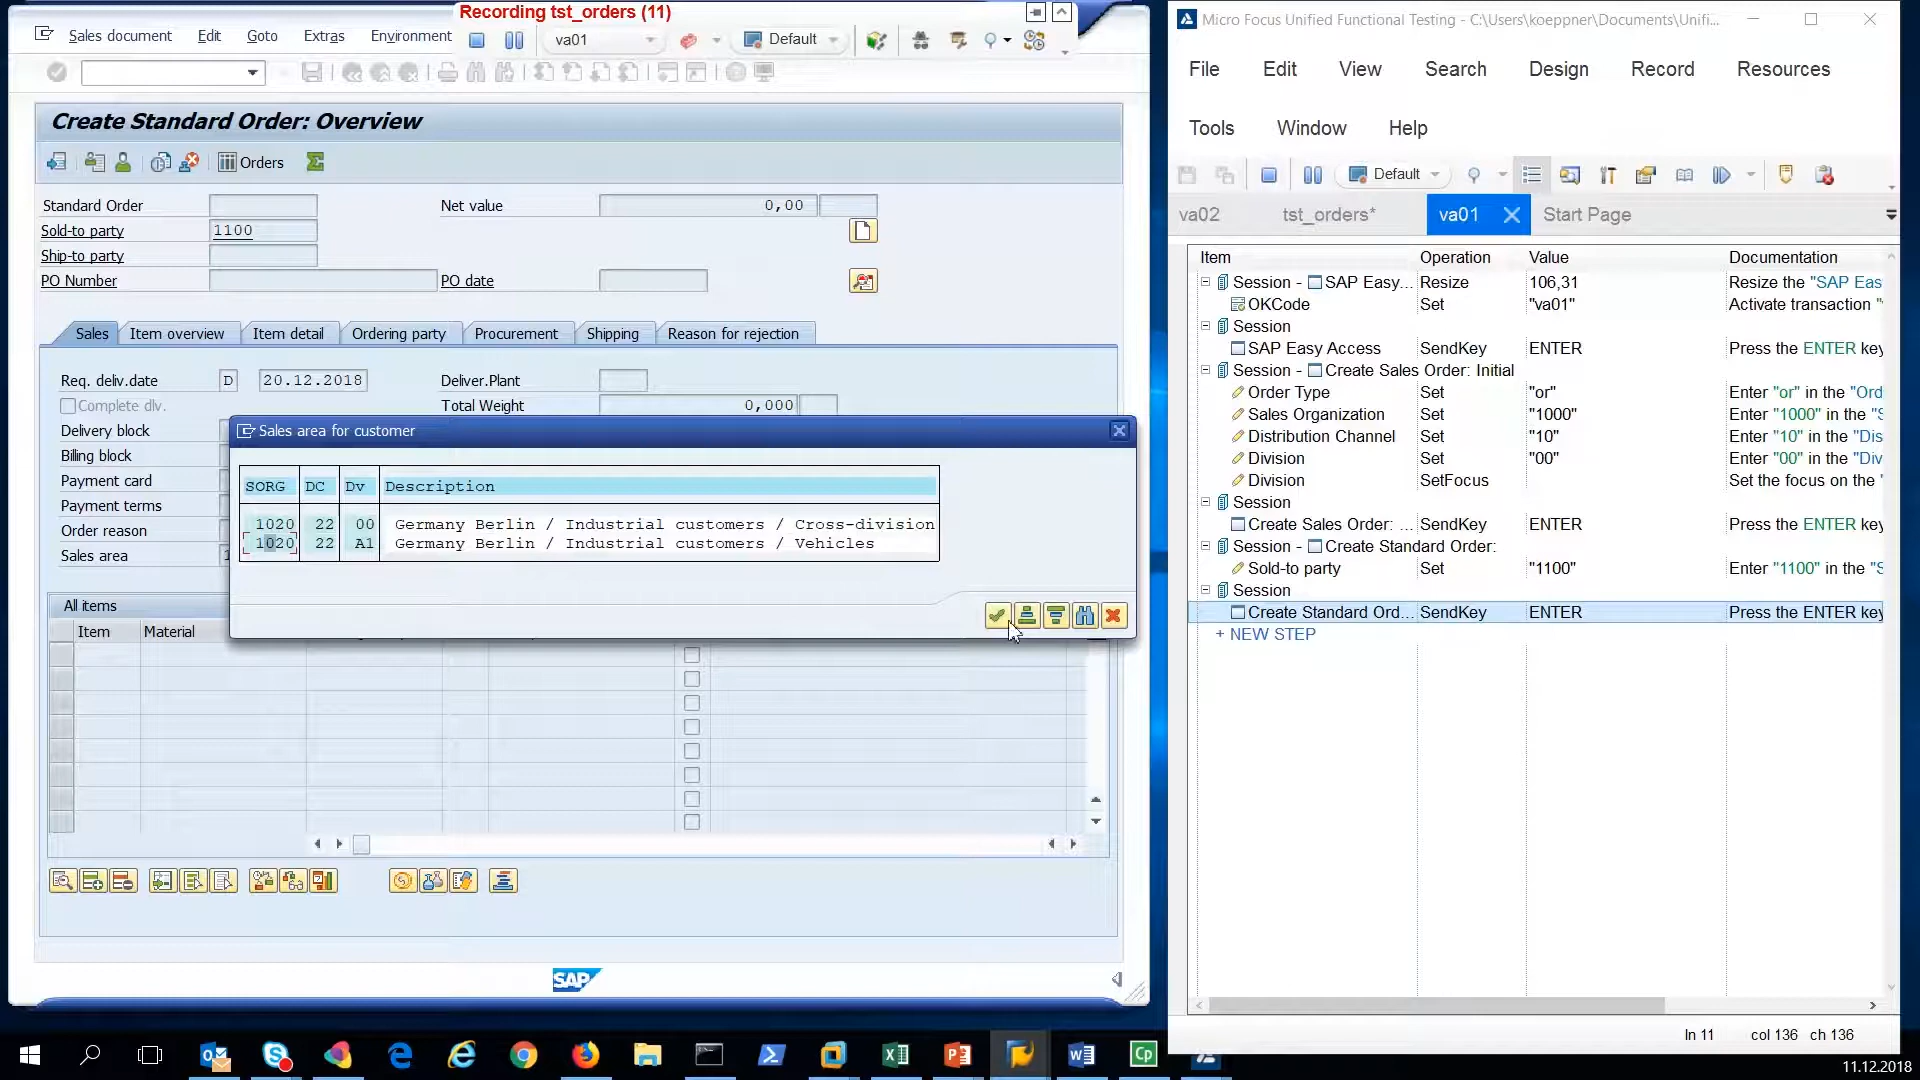 Recording tst_orders (11)
Sales document Edit Goto Extras Environment
va01 Default
Create Standard Order: Overview
Orders
Standard Order Net value 0,00
Sold-to party 1100
Ship-to party
PO Number PO date
Sales Item overview Item detail Ordering party Procurement Shipping Reason for rejection
Req. deliv.date D 20.12.2018 Deliver.Plant
Complete dlv. Total Weight 0,000
Delivery block
Billing block
Payment card
Payment terms
Order reason
Sales area
Sales area for customer
SORG DC Dv Description
1020 22 00 Germany Berlin / Industrial customers / Cross-division
1020 22 A1 Germany Berlin / Industrial customers / Vehicles
All items
Item Material
SAP
Micro Focus Unified Functional Testing - C:\Users\koeppner\Documents\Unifi...
File Edit View Search Design Record Resources
Tools Window Help
Default
va02 tst_orders* va01 Start Page
Item Operation Value Documentation
Session - SAP Easy... Resize 106,31 Resize the "SAP Eas
OKCode Set "va01" Activate transaction "
Session
SAP Easy Access SendKey ENTER Press the ENTER key
Session - Create Sales Order: Initial
Order Type Set "or" Enter "or" in the "Ord
Sales Organization Set "1000" Enter "1000" in the "S
Distribution Channel Set "10" Enter "10" in the "Dis
Division Set "00" Enter "00" in the "Div
Division SetFocus Set the focus on the "
Session
Create Sales Order: ... SendKey ENTER Press the ENTER key
Session - Create Standard Order:
Sold-to party Set "1100" Enter "1100" in the "S
Session
Create Standard Ord... SendKey ENTER Press the ENTER key
+ NEW STEP
ln 11 col 136 ch 136
Cp
11.12.2018